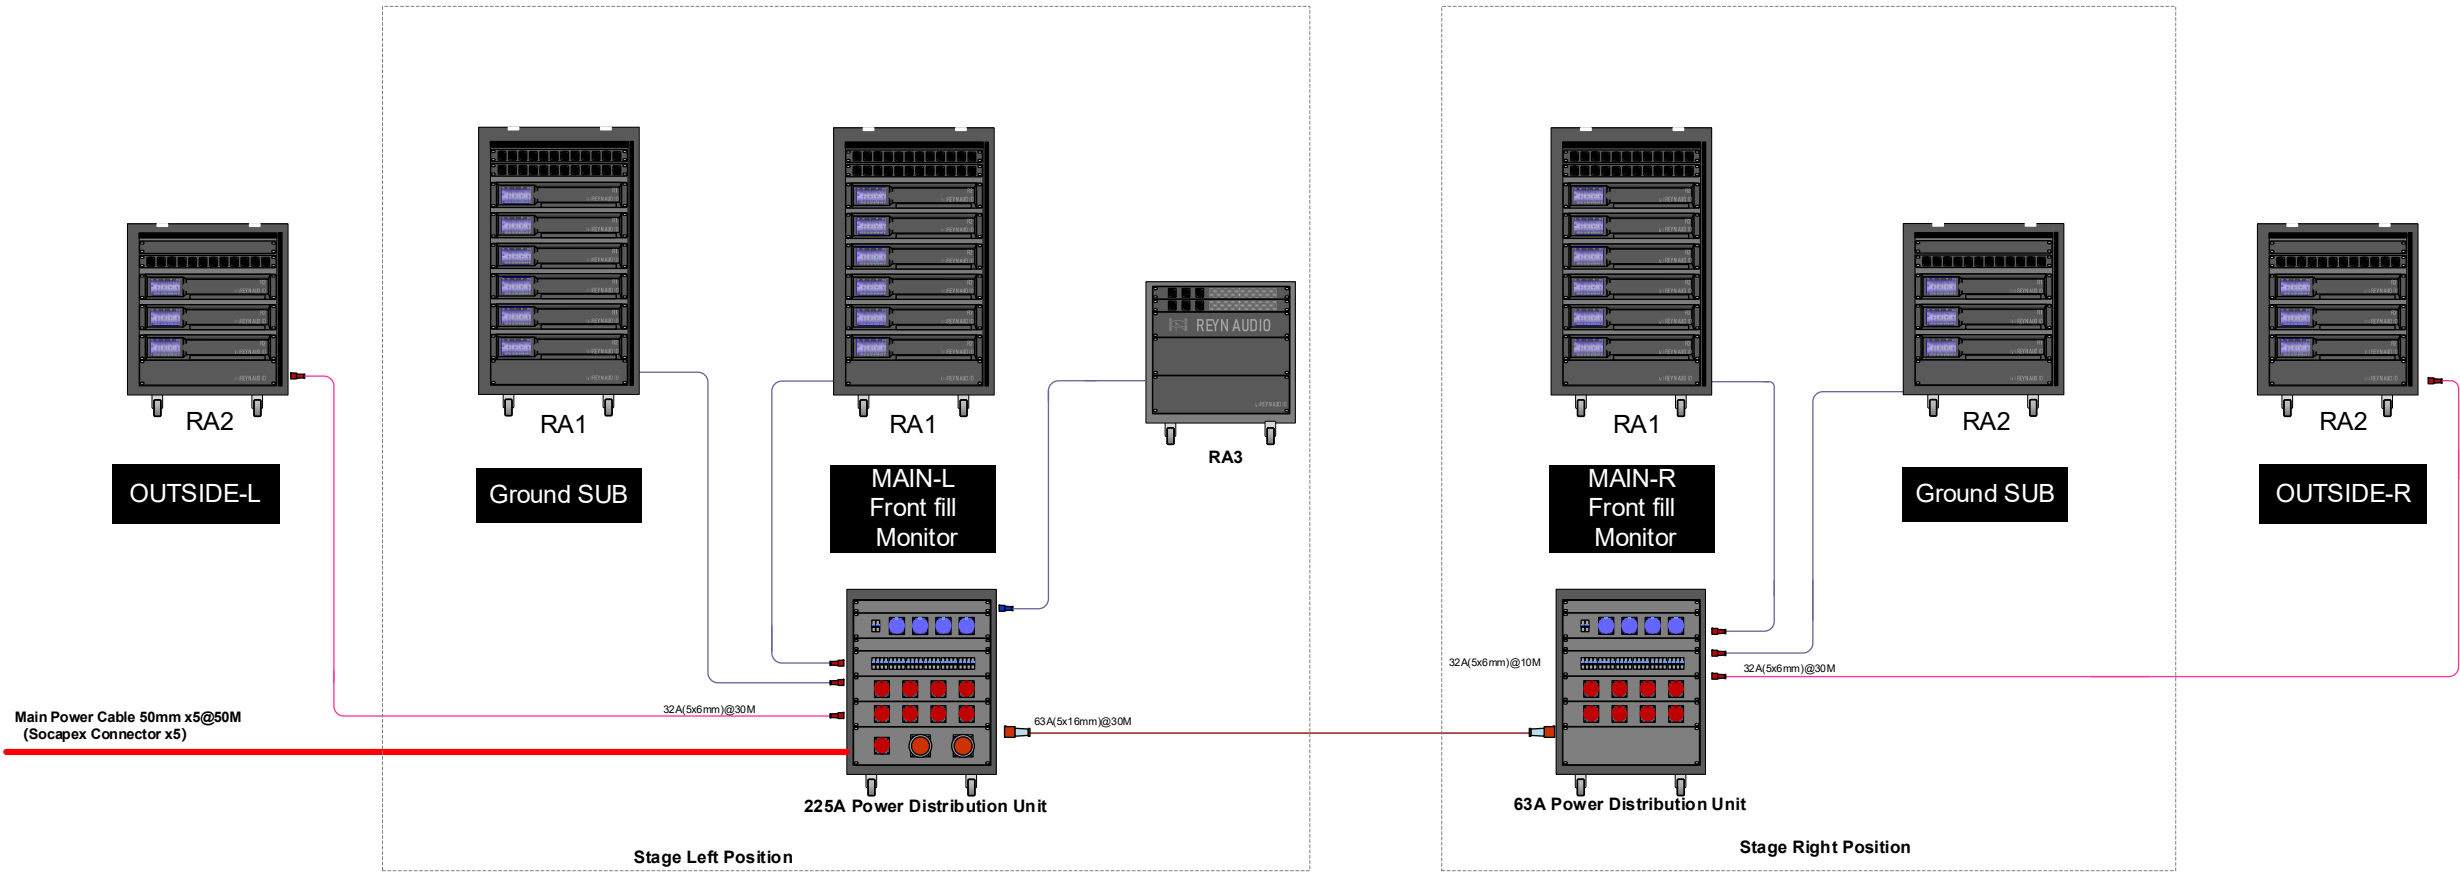 RA2
OUTSIDE-L
RA1
Ground SUB
RA1
MAIN-L
Front fill
Monitor
REYN AUDIO
RA3
RA1
MAIN-R
Front fill
Monitor
RA2
Ground SUB
RA2
OUTSIDE-R
Main Power Cable 50mm x5@50M
(Socapex Connector x5)
32A(5x6mm)@30M
63A(5x16mm)@30M
32A(5x6mm)@10M
32A(5x6mm)@30M
225A Power Distribution Unit
63A Power Distribution Unit
Stage Left Position
Stage Right Position